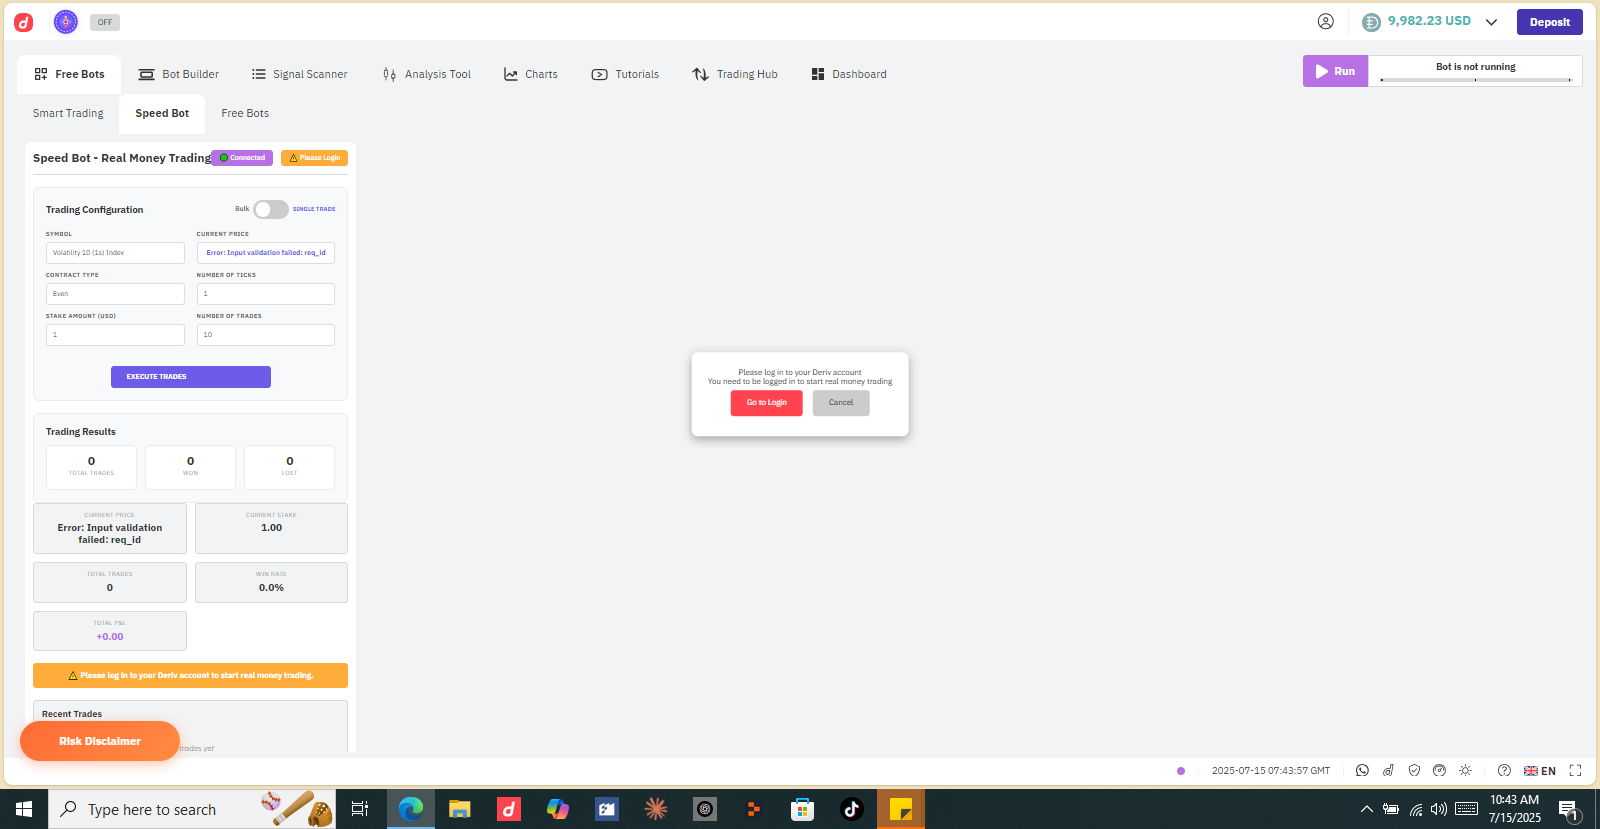 OFF
9,982.23 USD
Deposit
Free Bots
Bot Builder
Signal Scanner
Analysis Tool
Charts
Tutorials
Trading Hub
Dashboard
Run
Bot is not running
Smart Trading
Speed Bot
Free Bots
Speed Bot - Real Money Trading
Connected
Please Login
Trading Configuration
Bulk
SINGLE TRADE
SYMBOL
CURRENT PRICE
Volatility 10 (1s) Index
Error: Input validation failed: req_id
CONTRACT TYPE
NUMBER OF TICKS
Even
1
STAKE AMOUNT (USD)
NUMBER OF TRADES
1
10
EXECUTE TRADES
Trading Results
0
TOTAL TRADES
0
WON
0
LOST
CURRENT PRICE
Error: Input validation
failed: req_id
CURRENT STAKE
1.00
TOTAL TRADES
0
WIN RATE
0.0%
TOTAL P&L
+0.00
Please log in to your Deriv account to start real money trading.
Recent Trades
trades yet
Risk Disclaimer
Please log in to your Deriv account
You need to be logged in to start real money trading
Go to Login
Cancel
2025-07-15 07:43:57 GMT
EN
Type here to search
10:43 AM
7/15/2025
1